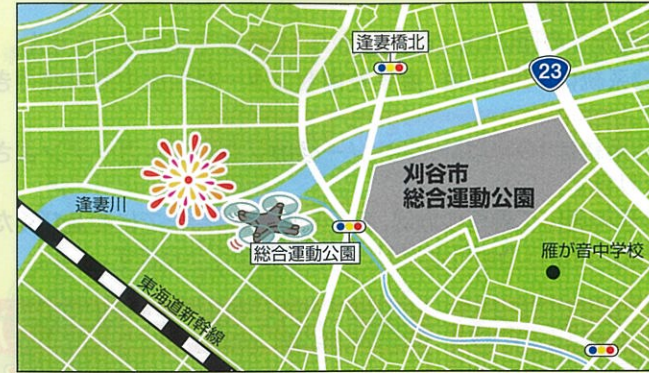 逢妻橋北
23
刈谷市
総合運動公園
逢妻川
総合運動公園
雁が音中学校
東海道新幹線